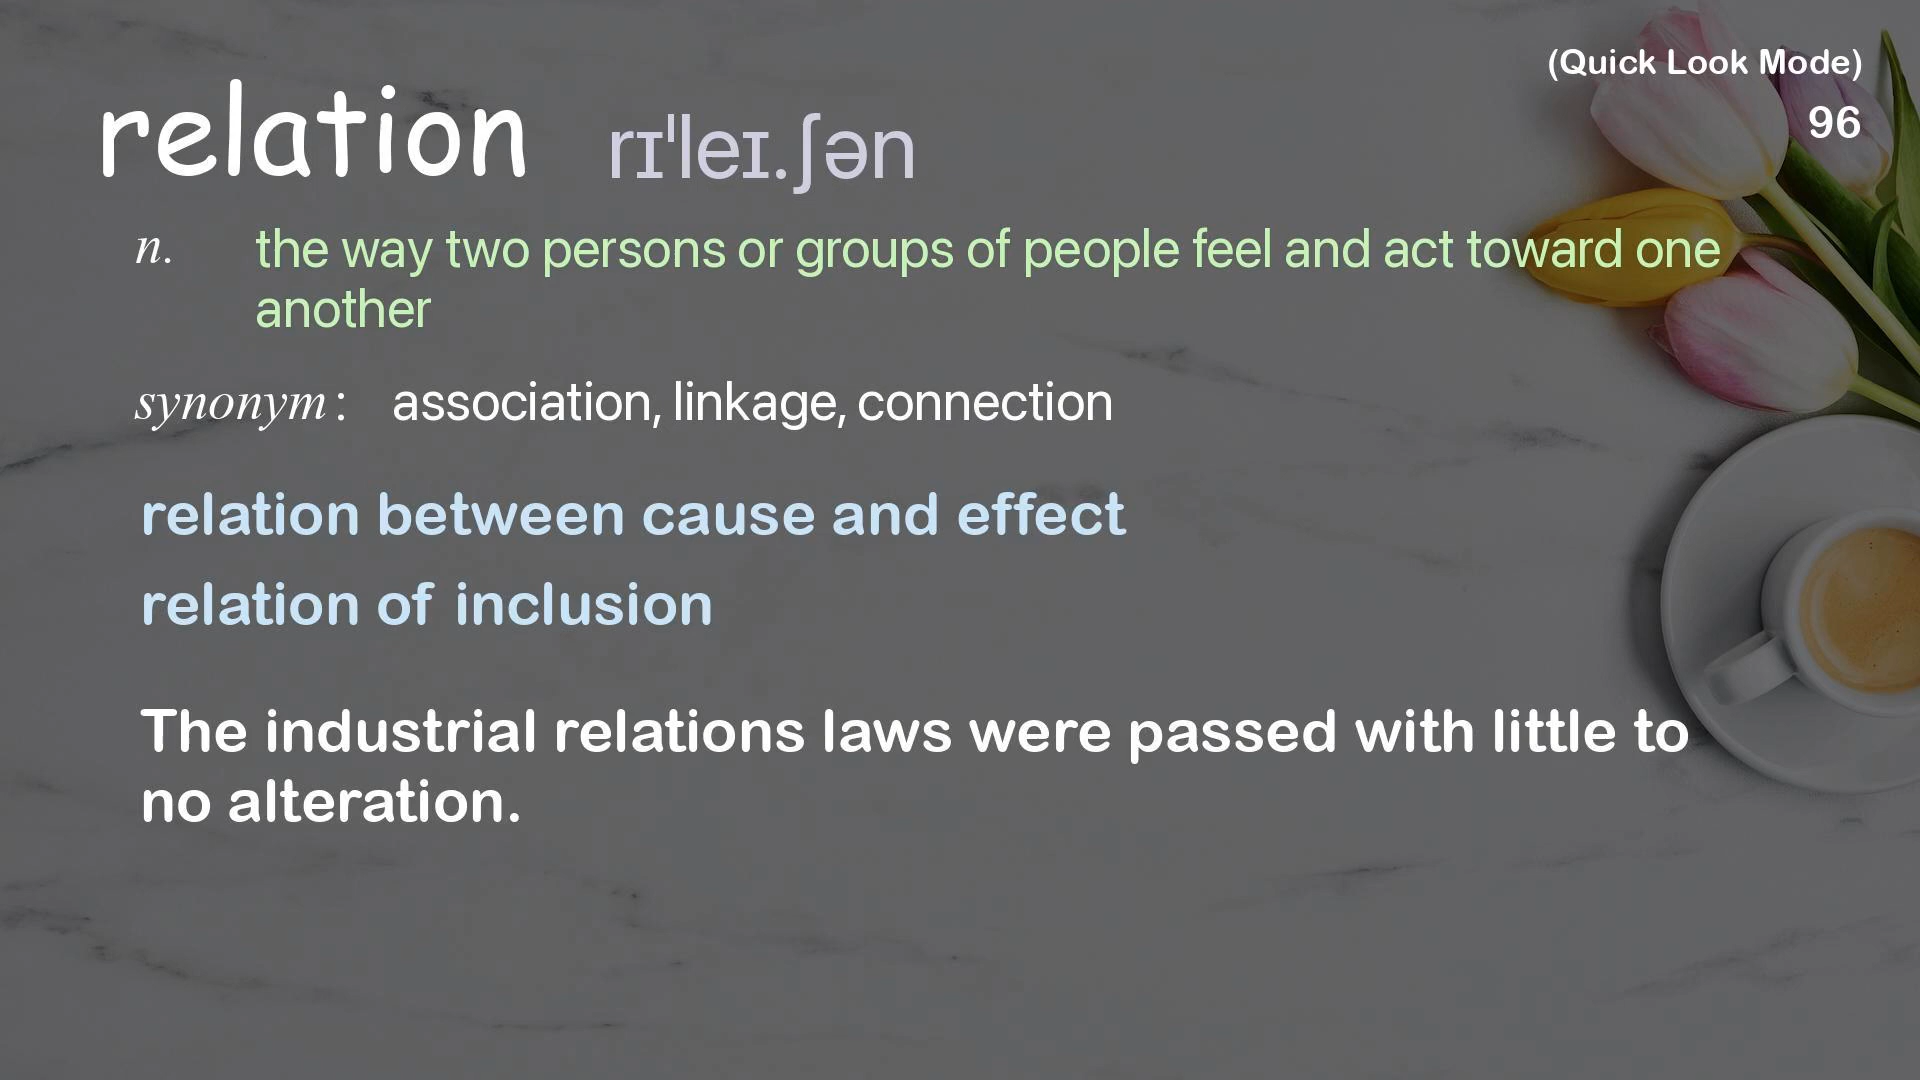 (Quick Look Mode)
96
relation rɪˈleɪ.ʃən
n. the way two persons or groups of people feel and act toward one
another
synonym: association, linkage, connection
relation between cause and effect
relation of inclusion
The industrial relations laws were passed with little to
no alteration.